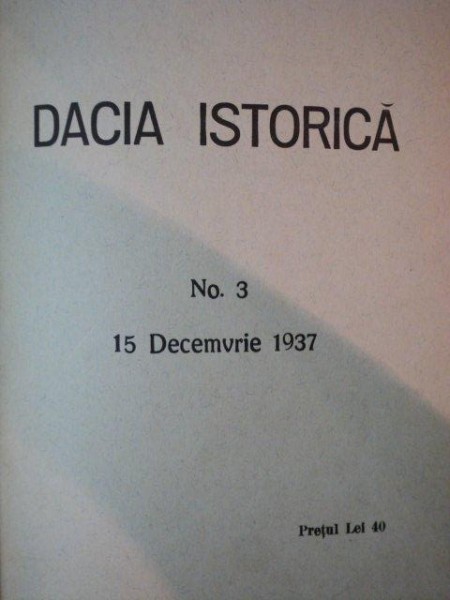 DACIA ISTORICĂ
No. 3
15 Decemvrie 1937
Prețul Lei 40